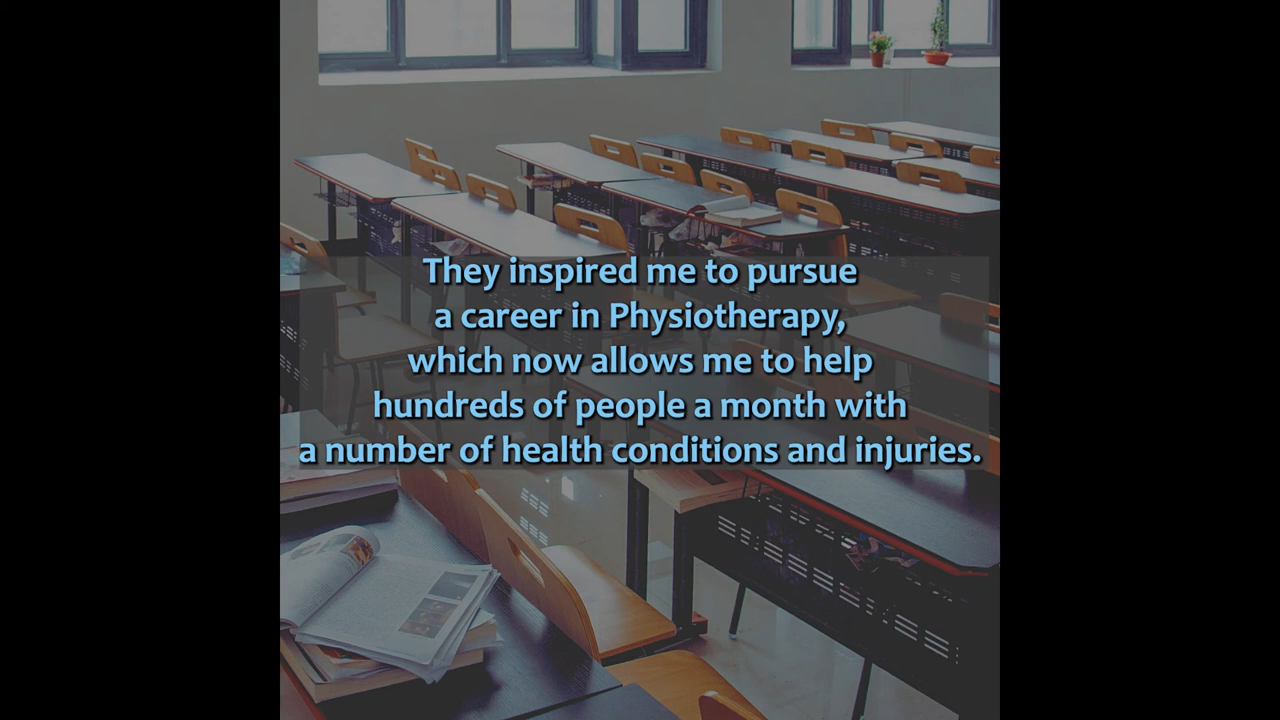 They inspired me to pursue
a career in Physiotherapy,
which now allows me to help
hundreds of people a month with
a number of health conditions and injuries.